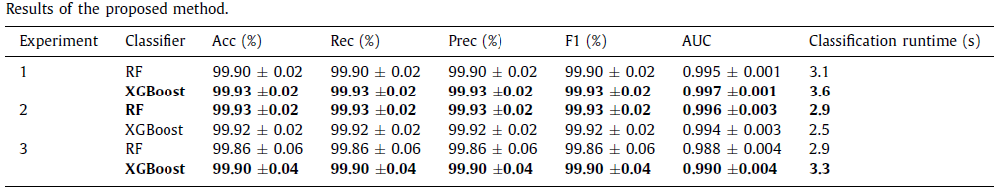 Results of the proposed method.
Experiment Classifier Acc (%) Rec (%) Prec (%) F1 (%) AUC Classification runtime (s)
1 RF 99.90 ± 0.02 99.90 ± 0.02 99.90 ± 0.02 99.90 ± 0.02 0.995 ± 0.001 3.1
XGBoost 99.93 ±0.02 99.93 ±0.02 99.93 ±0.02 99.93 ±0.02 0.997 ±0.001 3.6
2 RF 99.93 ±0.02 99.93 ±0.02 99.93 ±0.02 99.93 ±0.02 0.996 ±0.003 2.9
XGBoost 99.92 ± 0.02 99.92 ± 0.02 99.92 ± 0.02 99.92 ± 0.02 0.994 ± 0.003 2.5
3 RF 99.86 ± 0.06 99.86 ± 0.06 99.86 ± 0.06 99.86 ± 0.06 0.988 ± 0.004 2.9
XGBoost 99.90 ±0.04 99.90 ±0.04 99.90 ±0.04 99.90 ±0.04 0.990 ±0.004 3.3